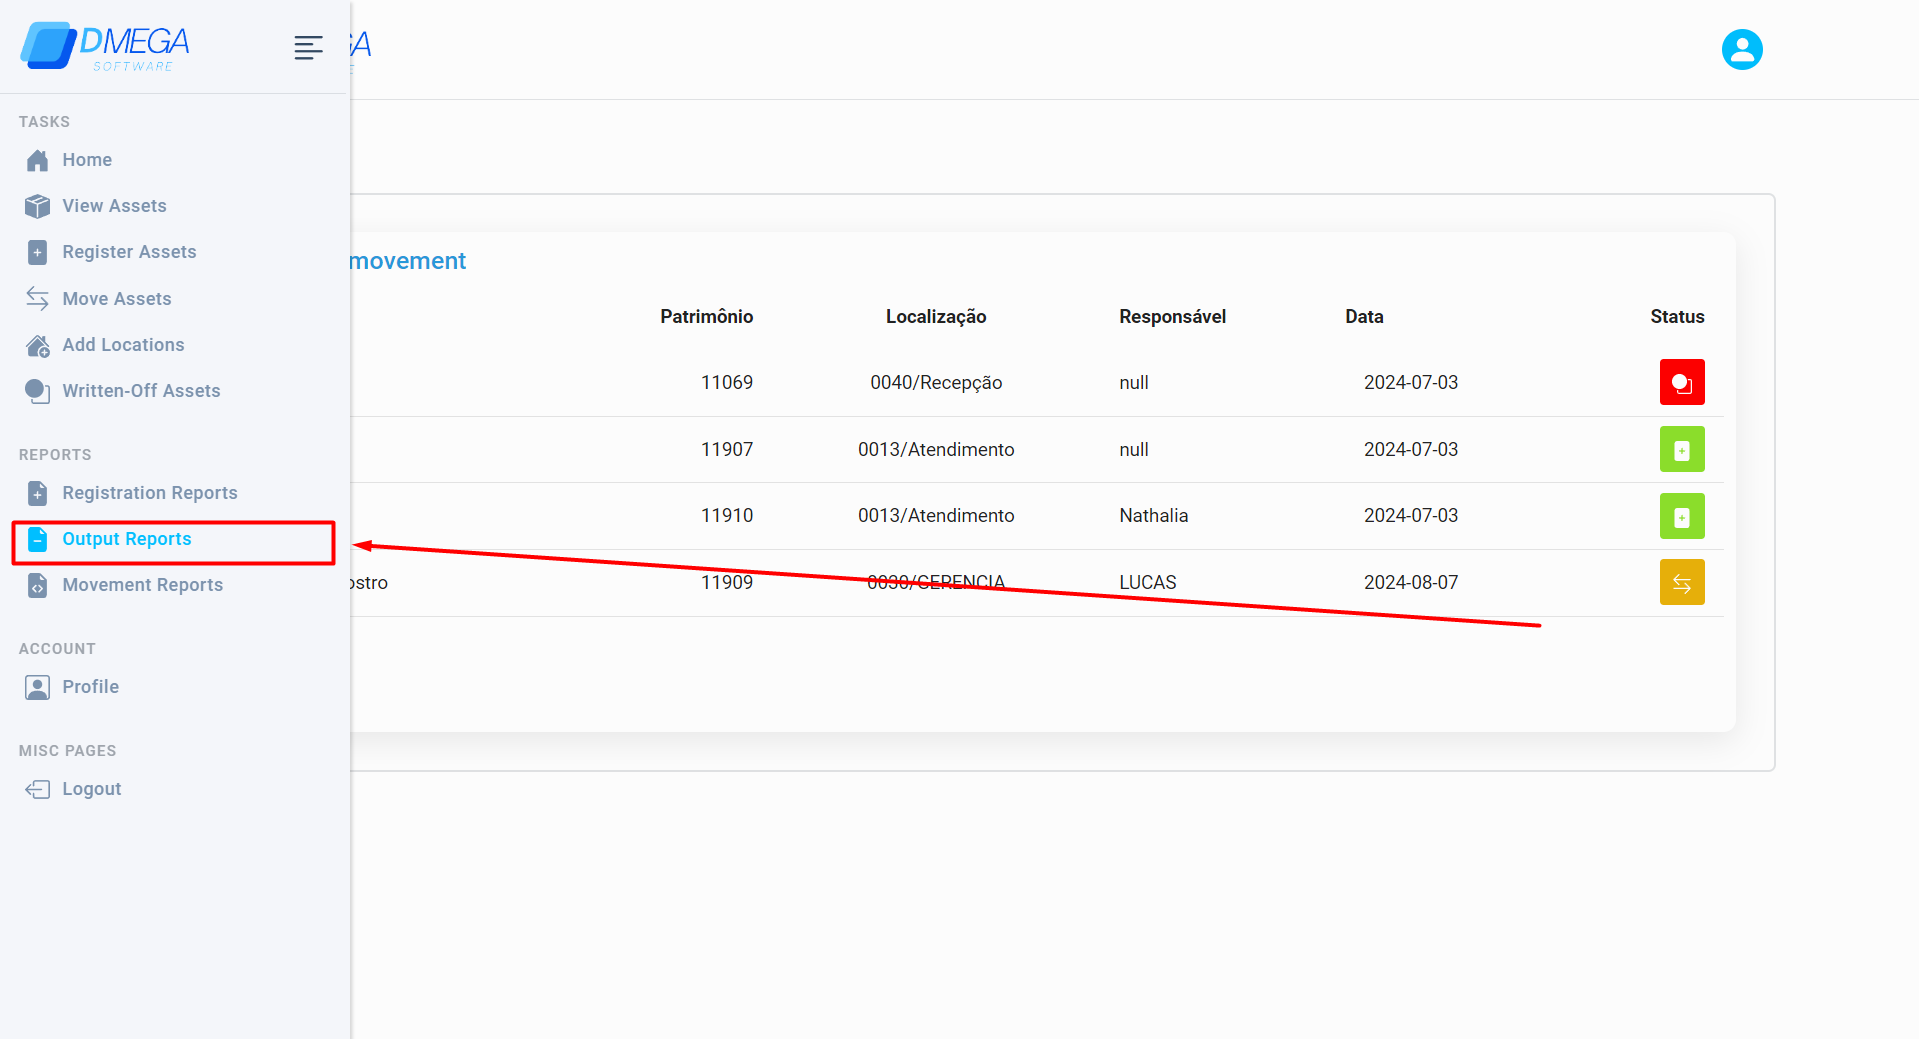 DMEGA
SOFTWARE
TASKS
Home
View Assets
Register Assets
Move Assets
Add Locations
Written-Off Assets
REPORTS
Registration Reports
Output Reports
Movement Reports
ACCOUNT
Profile
MISC PAGES
Logout
GA
E
movement
Patrimônio Localização Responsável Data Status
11069 0040/Recepção null 2024-07-03
11907 0013/Atendimento null 2024-07-03
11910 0013/Atendimento Nathalia 2024-07-03
ostro 11909 0030/GERENCIA LUCAS 2024-08-07